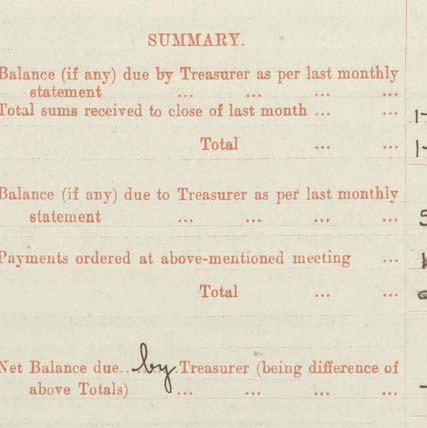 SUMMARY.
Balance (if any) due by Treasurer as per last monthly
statement ... ... ... ...
Total sums received to close of last month ... ...
Total ... ...
Balance (if any) due to Treasurer as per last monthly
statement ... ... ... ...
Payments ordered at above-mentioned meeting ...
Total ... ...
Net Balance due.. by. Treasurer (being difference of
above Totals) ... ... ... ...